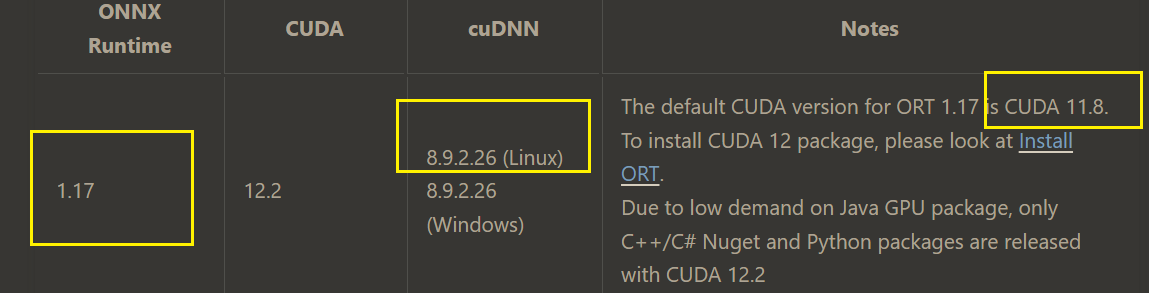 ONNX
Runtime
CUDA
cuDNN
Notes
1.17
12.2
8.9.2.26 (Linux)
8.9.2.26
(Windows)
The default CUDA version for ORT 1.17 is CUDA 11.8.
To install CUDA 12 package, please look at Install
ORT.
Due to low demand on Java GPU package, only
C++/C# Nuget and Python packages are released
with CUDA 12.2